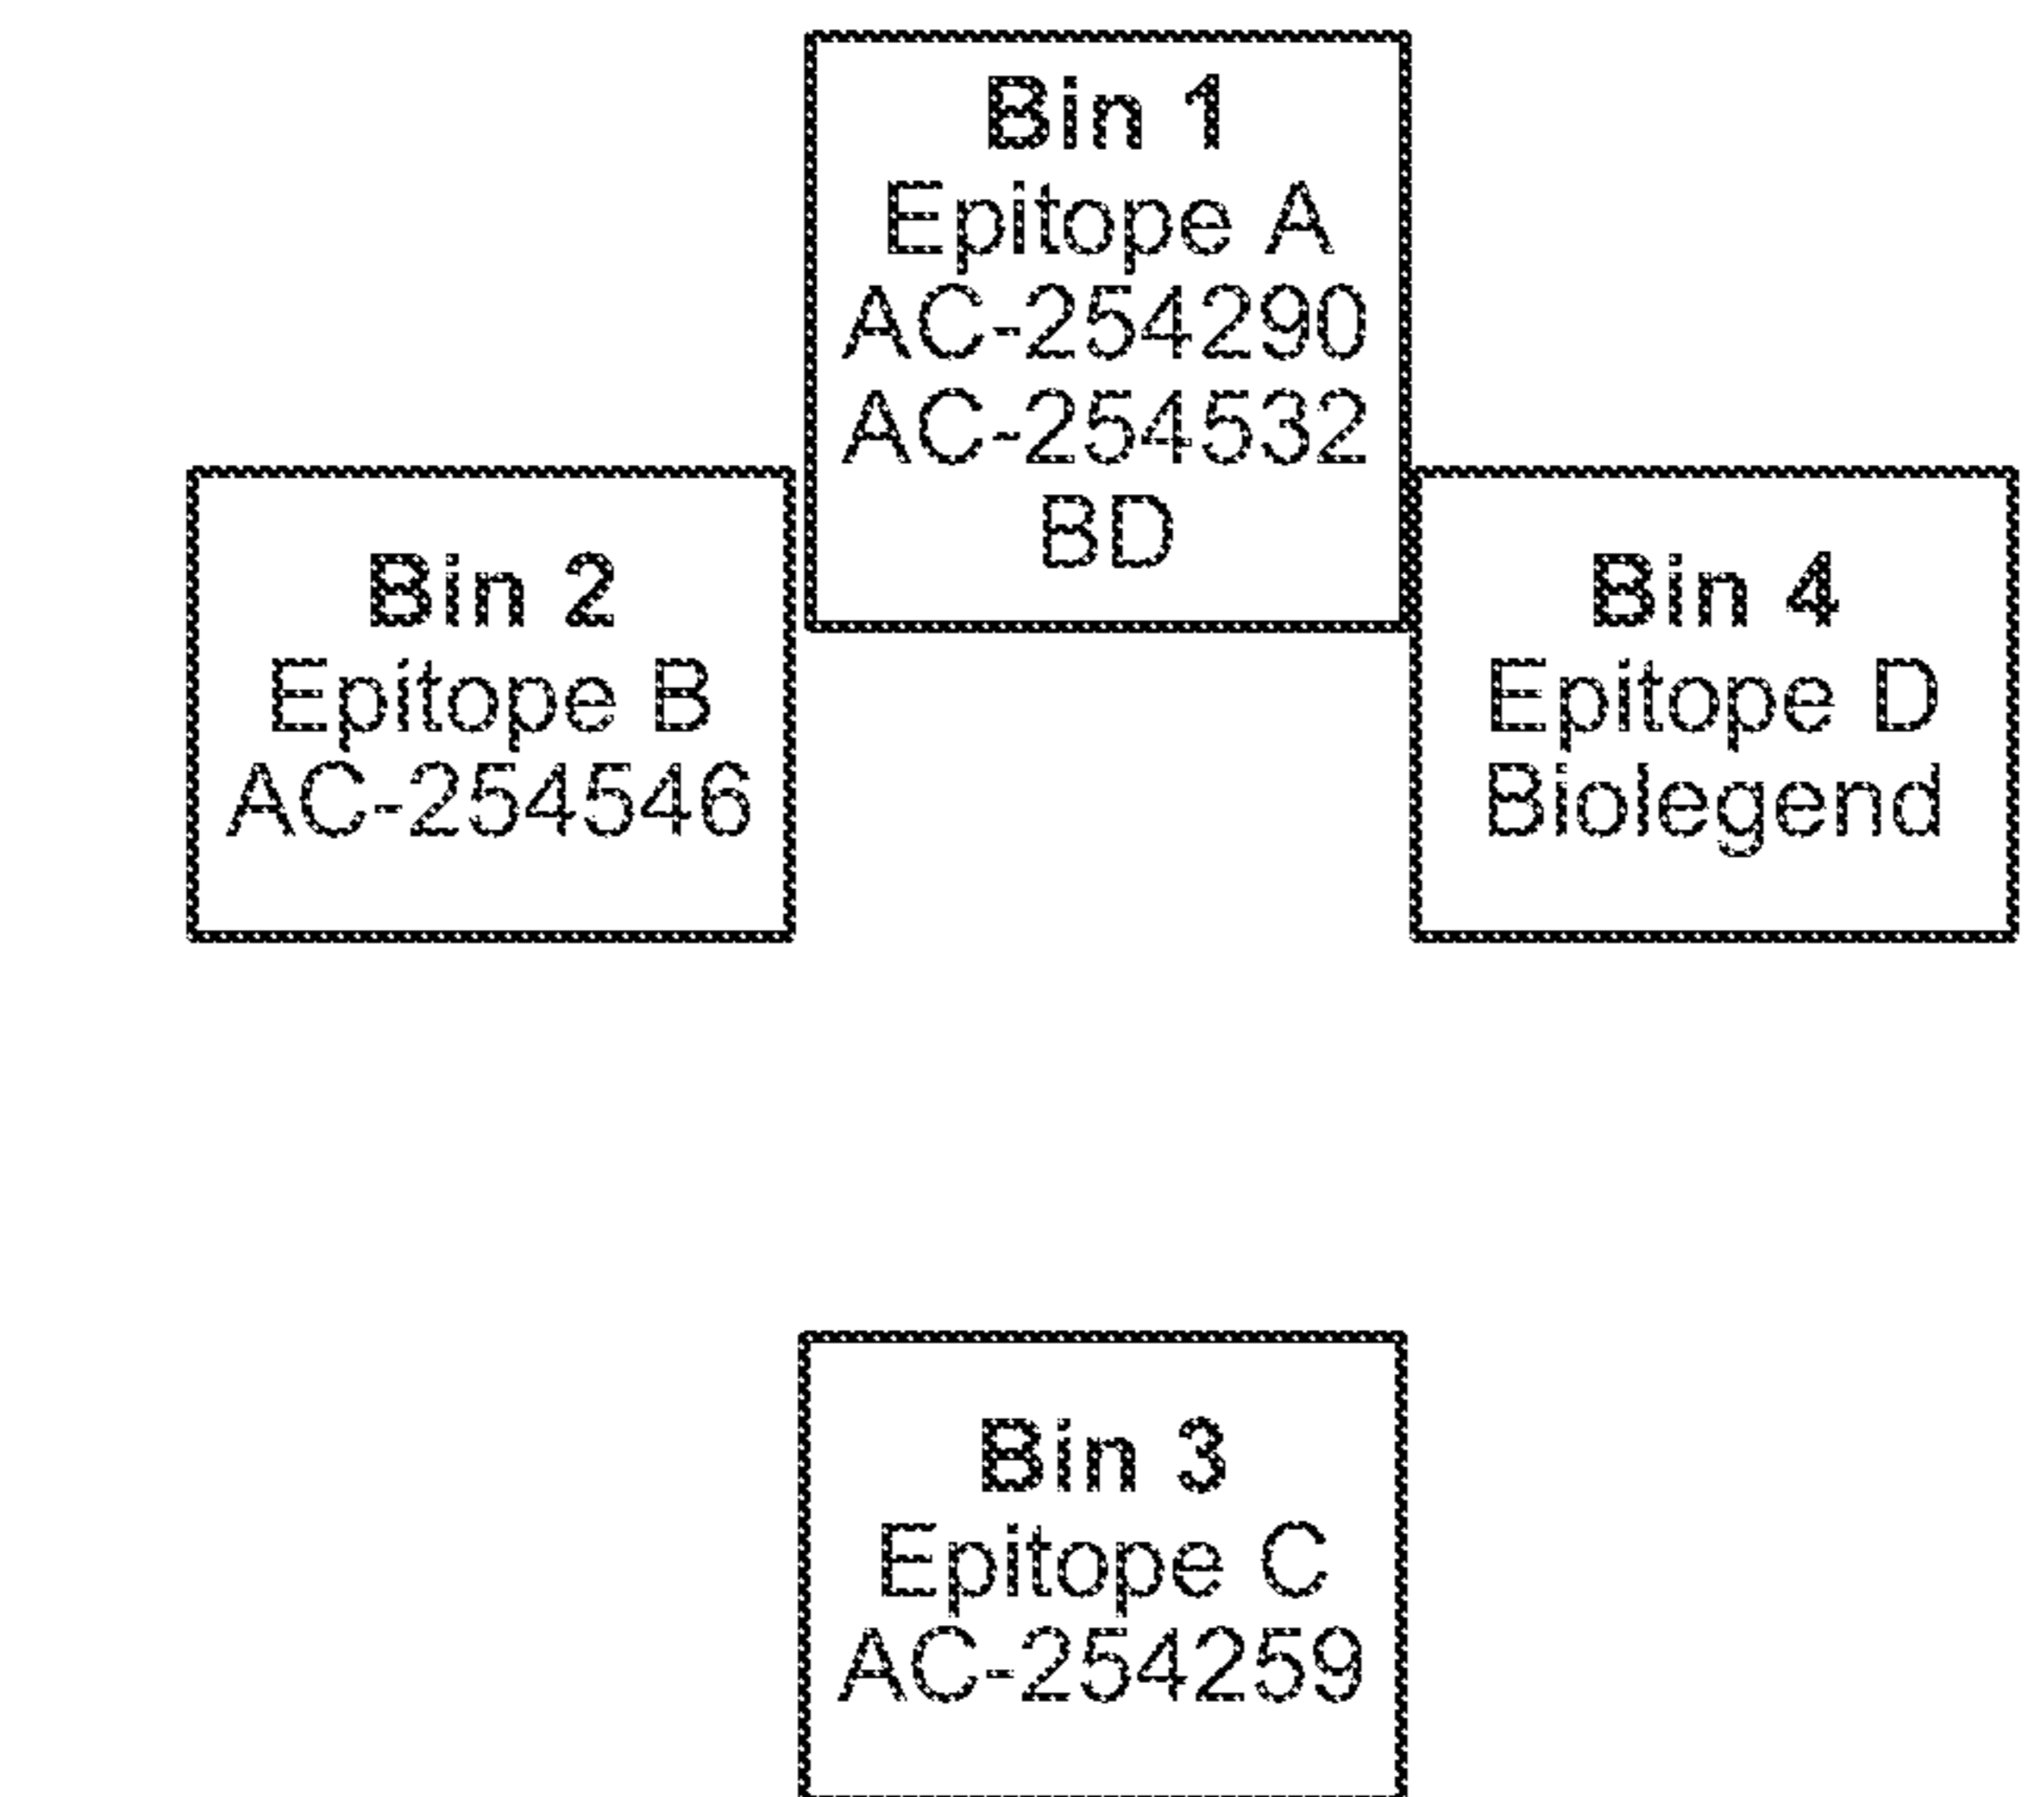 Bin 1
Epitope A
AC-254290
AC-254532
BD
Bin 2
Epitope B
AC-254546
Bin 4
Epitope D
Biolegend
Bin 3
Epitope C
AC-254259